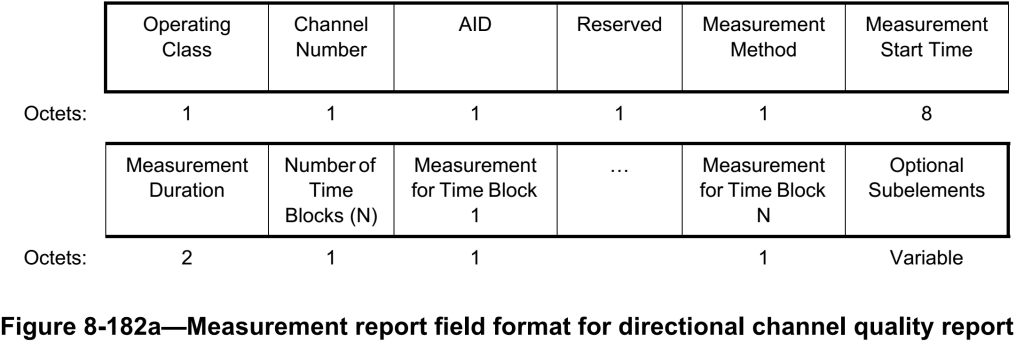 Operating Class Channel Number AID Reserved Measurement Method Measurement Start Time
Octets: 1 1 1 1 1 8
Measurement Duration Number of Time Blocks (N) Measurement for Time Block 1 … Measurement for Time Block N Optional Subelements
Octets: 2 1 1 1 Variable
Figure 8-182a—Measurement report field format for directional channel quality report